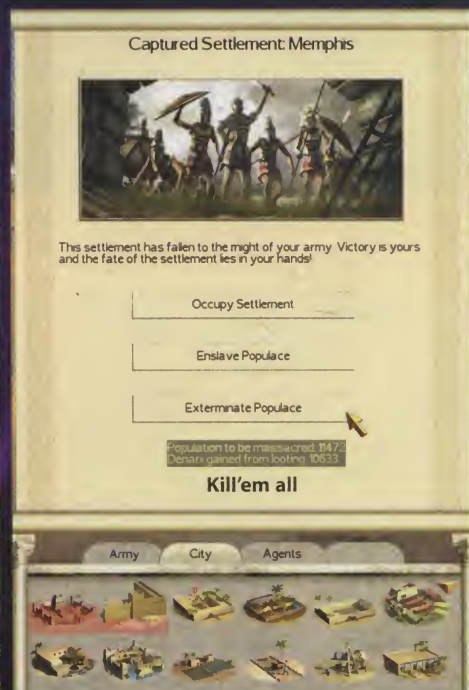 Captured Settlement: Memphis
This settlement has fallen to the might of your army. Victory is yours
and the fate of the settlement lies in your hands!
Occupy Settlement
Enslave Populace
Exterminate Populace
Population to be massacred: 11472
Denarii gained from looting: 10633
Kill'em all
Army
City
Agents